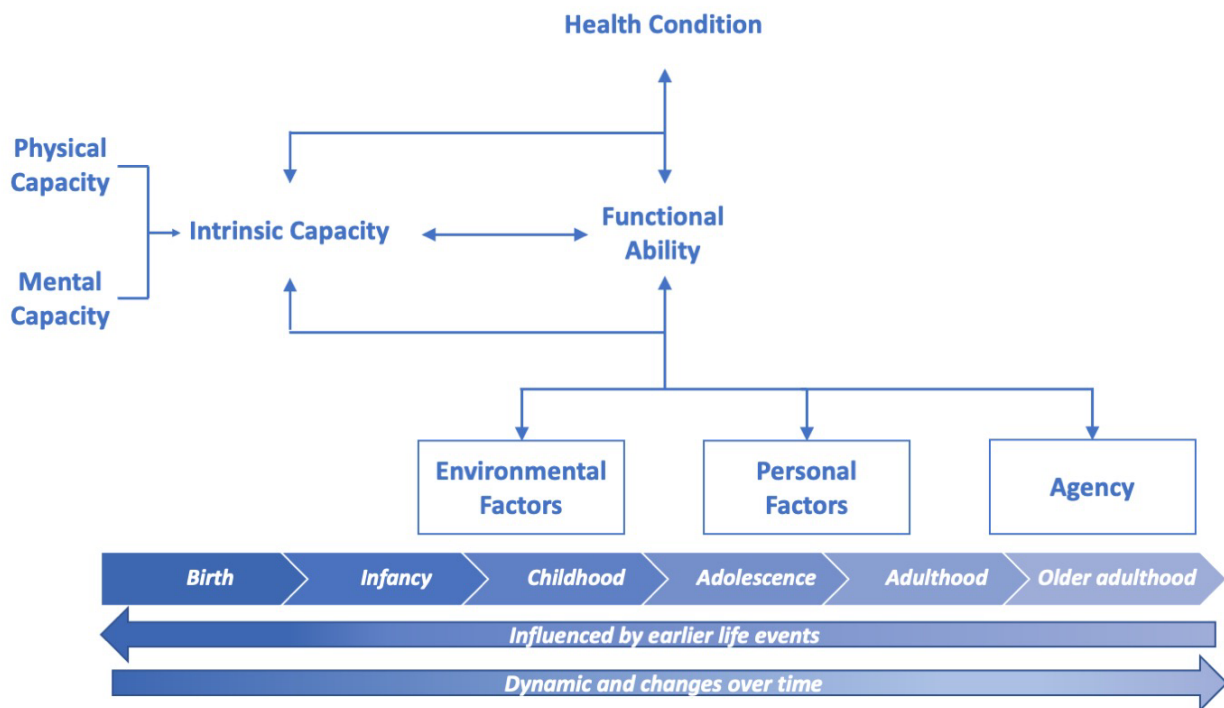 Health Condition
Physical
Capacity
Intrinsic Capacity
Functional
Ability
Mental
Capacity
Environmental
Factors
Personal
Factors
Agency
Birth
Infancy
Childhood
Adolescence
Adulthood
Older adulthood
Influenced by earlier life events
Dynamic and changes over time